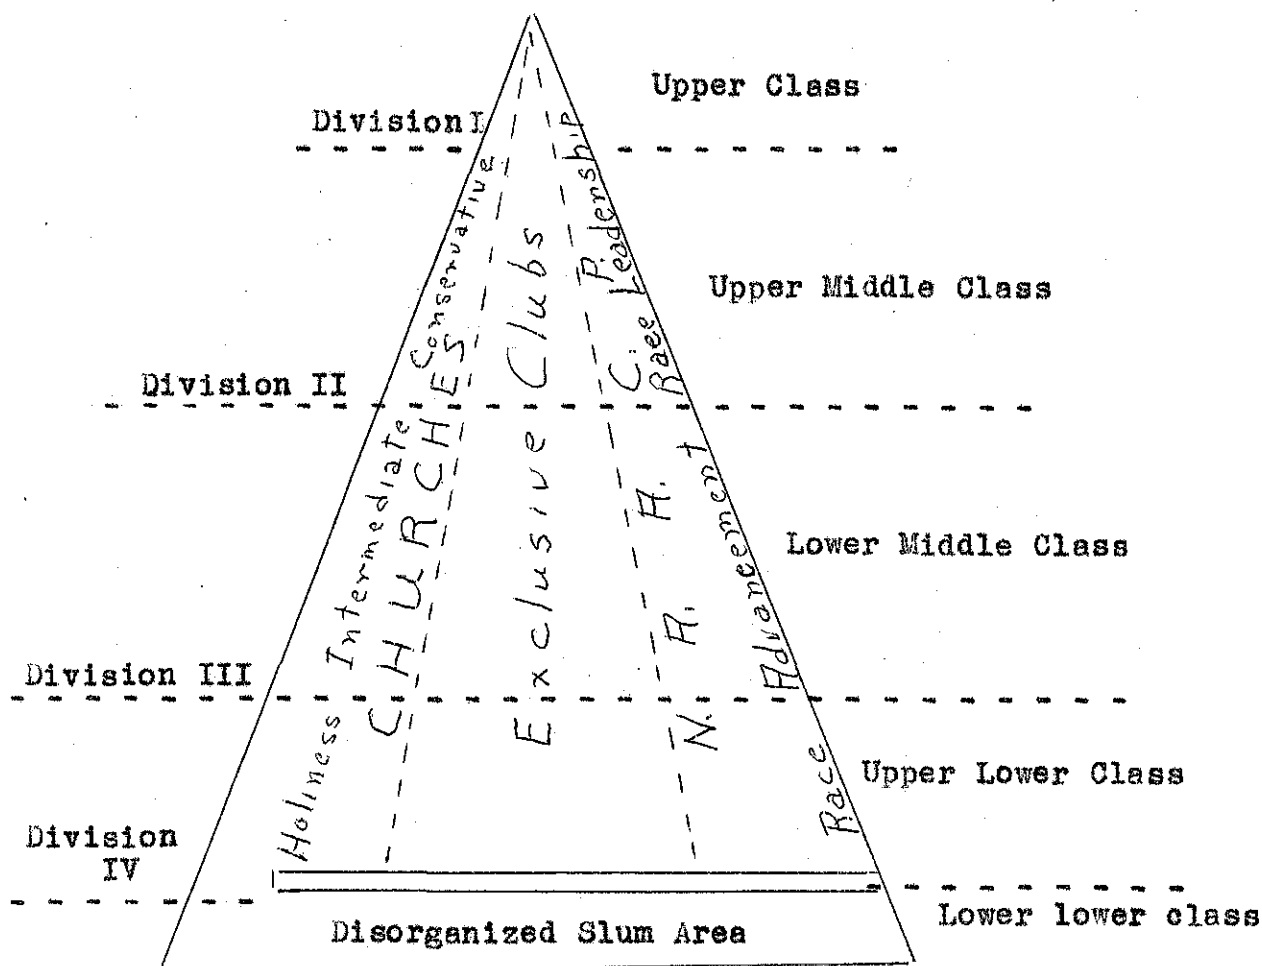 Upper Class
Division I
Upper Middle Class
Division II
Lower Middle Class
Division III
Upper Lower Class
Division
IV
Lower lower class
Disorganized Slum Area
Holiness Intermediate Conservative
CHURCHES
Exclusive Clubs
N. A. A. C. P.
Race Advancement Race Leadership